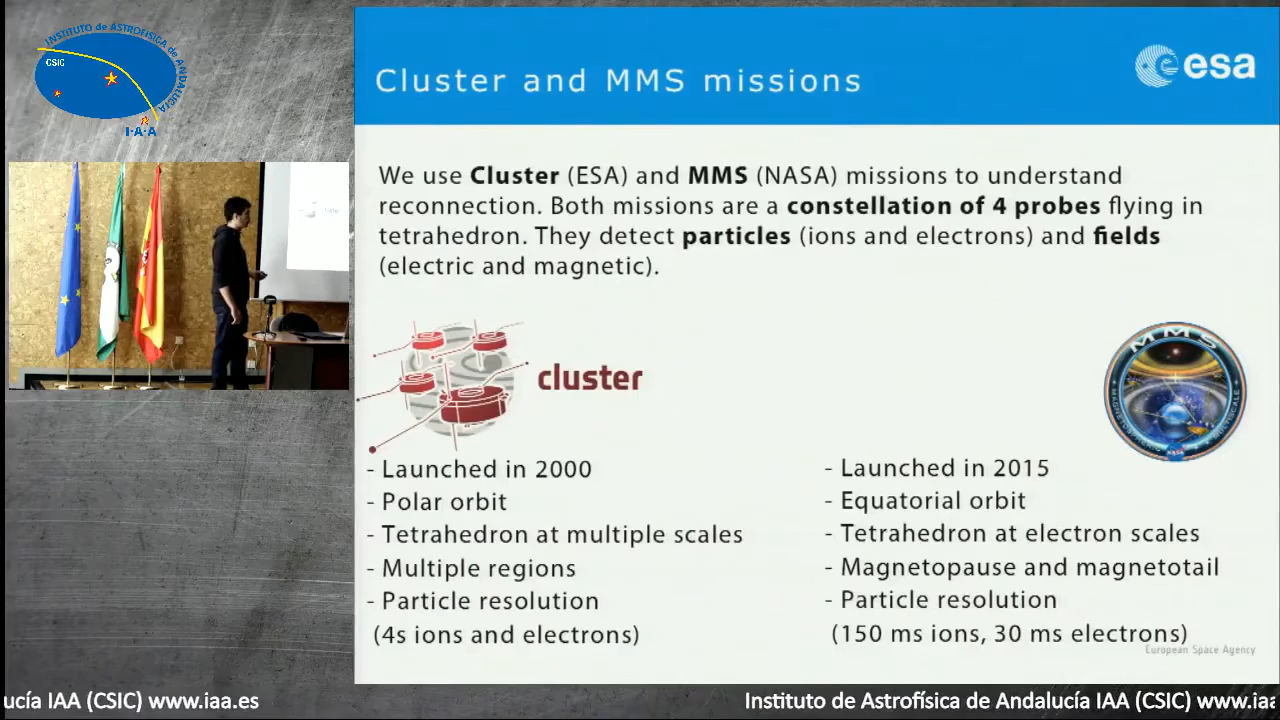 INSTITUTO de ASTROFÍSICA de ANDALUCÍA
CSIC
I·A·A
Cluster and MMS missions
esa
We use Cluster (ESA) and MMS (NASA) missions to understand
reconnection. Both missions are a constellation of 4 probes flying in
tetrahedron. They detect particles (ions and electrons) and fields
(electric and magnetic).
cluster
MMS
NASA
- Launched in 2000
- Polar orbit
- Tetrahedron at multiple scales
- Multiple regions
- Particle resolution
(4s ions and electrons)
- Launched in 2015
- Equatorial orbit
- Tetrahedron at electron scales
- Magnetopause and magnetotail
- Particle resolution
(150 ms ions, 30 ms electrons)
European Space Agency
ucía IAA (CSIC) www.iaa.es
Instituto de Astrofísica de Andalucía IAA (CSIC) www.iaa